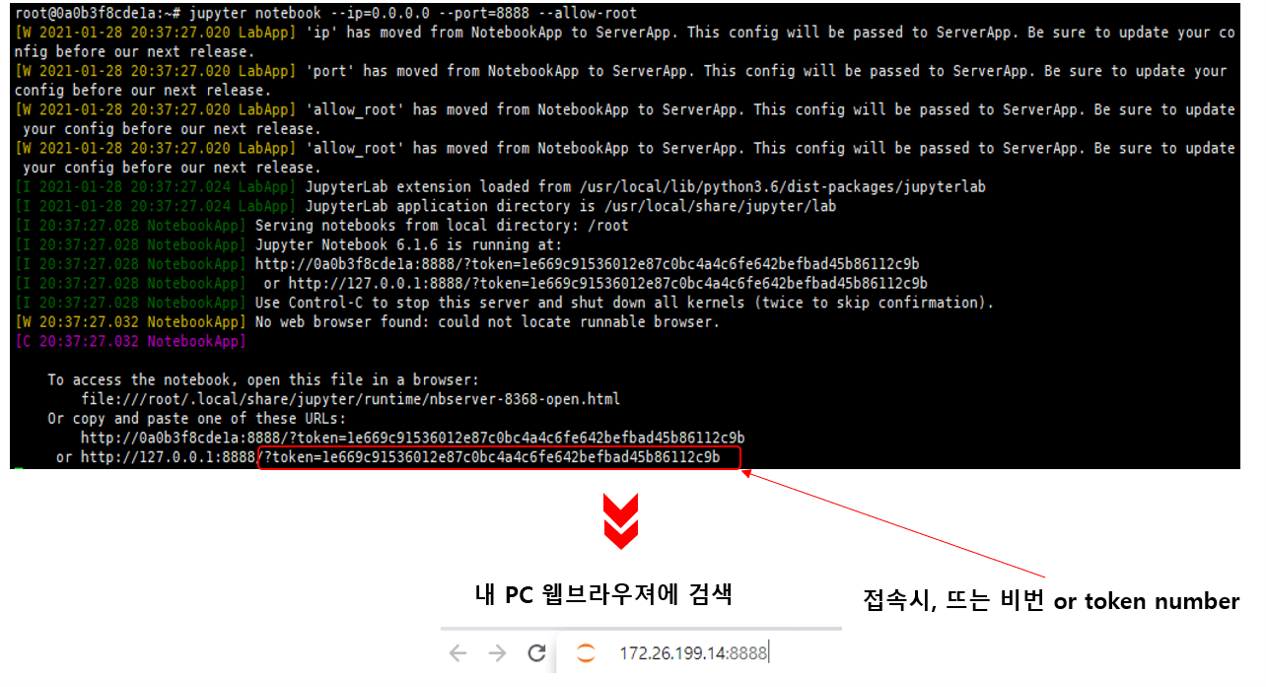 root@0a0b3f8cde1a:~# jupyter notebook --ip=0.0.0.0 --port=8888 --allow-root
[W 2021-01-28 20:37:27.020 LabApp] 'ip' has moved from NotebookApp to ServerApp. This config will be passed to ServerApp. Be sure to update your co
nfig before our next release.
[W 2021-01-28 20:37:27.020 LabApp] 'port' has moved from NotebookApp to ServerApp. This config will be passed to ServerApp. Be sure to update your
config before our next release.
[W 2021-01-28 20:37:27.020 LabApp] 'allow_root' has moved from NotebookApp to ServerApp. This config will be passed to ServerApp. Be sure to update
 your config before our next release.
[W 2021-01-28 20:37:27.020 LabApp] 'allow_root' has moved from NotebookApp to ServerApp. This config will be passed to ServerApp. Be sure to update
 your config before our next release.
[I 2021-01-28 20:37:27.024 LabApp] JupyterLab extension loaded from /usr/local/lib/python3.6/dist-packages/jupyterlab
[I 2021-01-28 20:37:27.024 LabApp] JupyterLab application directory is /usr/local/share/jupyter/lab
[I 20:37:27.028 NotebookApp] Serving notebooks from local directory: /root
[I 20:37:27.028 NotebookApp] Jupyter Notebook 6.1.6 is running at:
[I 20:37:27.028 NotebookApp] http://0a0b3f8cde1a:8888/?token=1e669c91536012e87c0bc4a4c6fe642befbad45b86112c9b
[I 20:37:27.028 NotebookApp]  or http://127.0.0.1:8888/?token=1e669c91536012e87c0bc4a4c6fe642befbad45b86112c9b
[I 20:37:27.028 NotebookApp] Use Control-C to stop this server and shut down all kernels (twice to skip confirmation).
[W 20:37:27.032 NotebookApp] No web browser found: could not locate runnable browser.
[C 20:37:27.032 NotebookApp]
To access the notebook, open this file in a browser:
file:///root/.local/share/jupyter/runtime/nbserver-8368-open.html
Or copy and paste one of these URLs:
http://0a0b3f8cde1a:8888/?token=1e669c91536012e87c0bc4a4c6fe642befbad45b86112c9b
or http://127.0.0.1:8888/?token=1e669c91536012e87c0bc4a4c6fe642befbad45b86112c9b
내 PC 웹브라우져에 검색
접속시, 뜨는 비번 or token number
172.26.199.14:8888